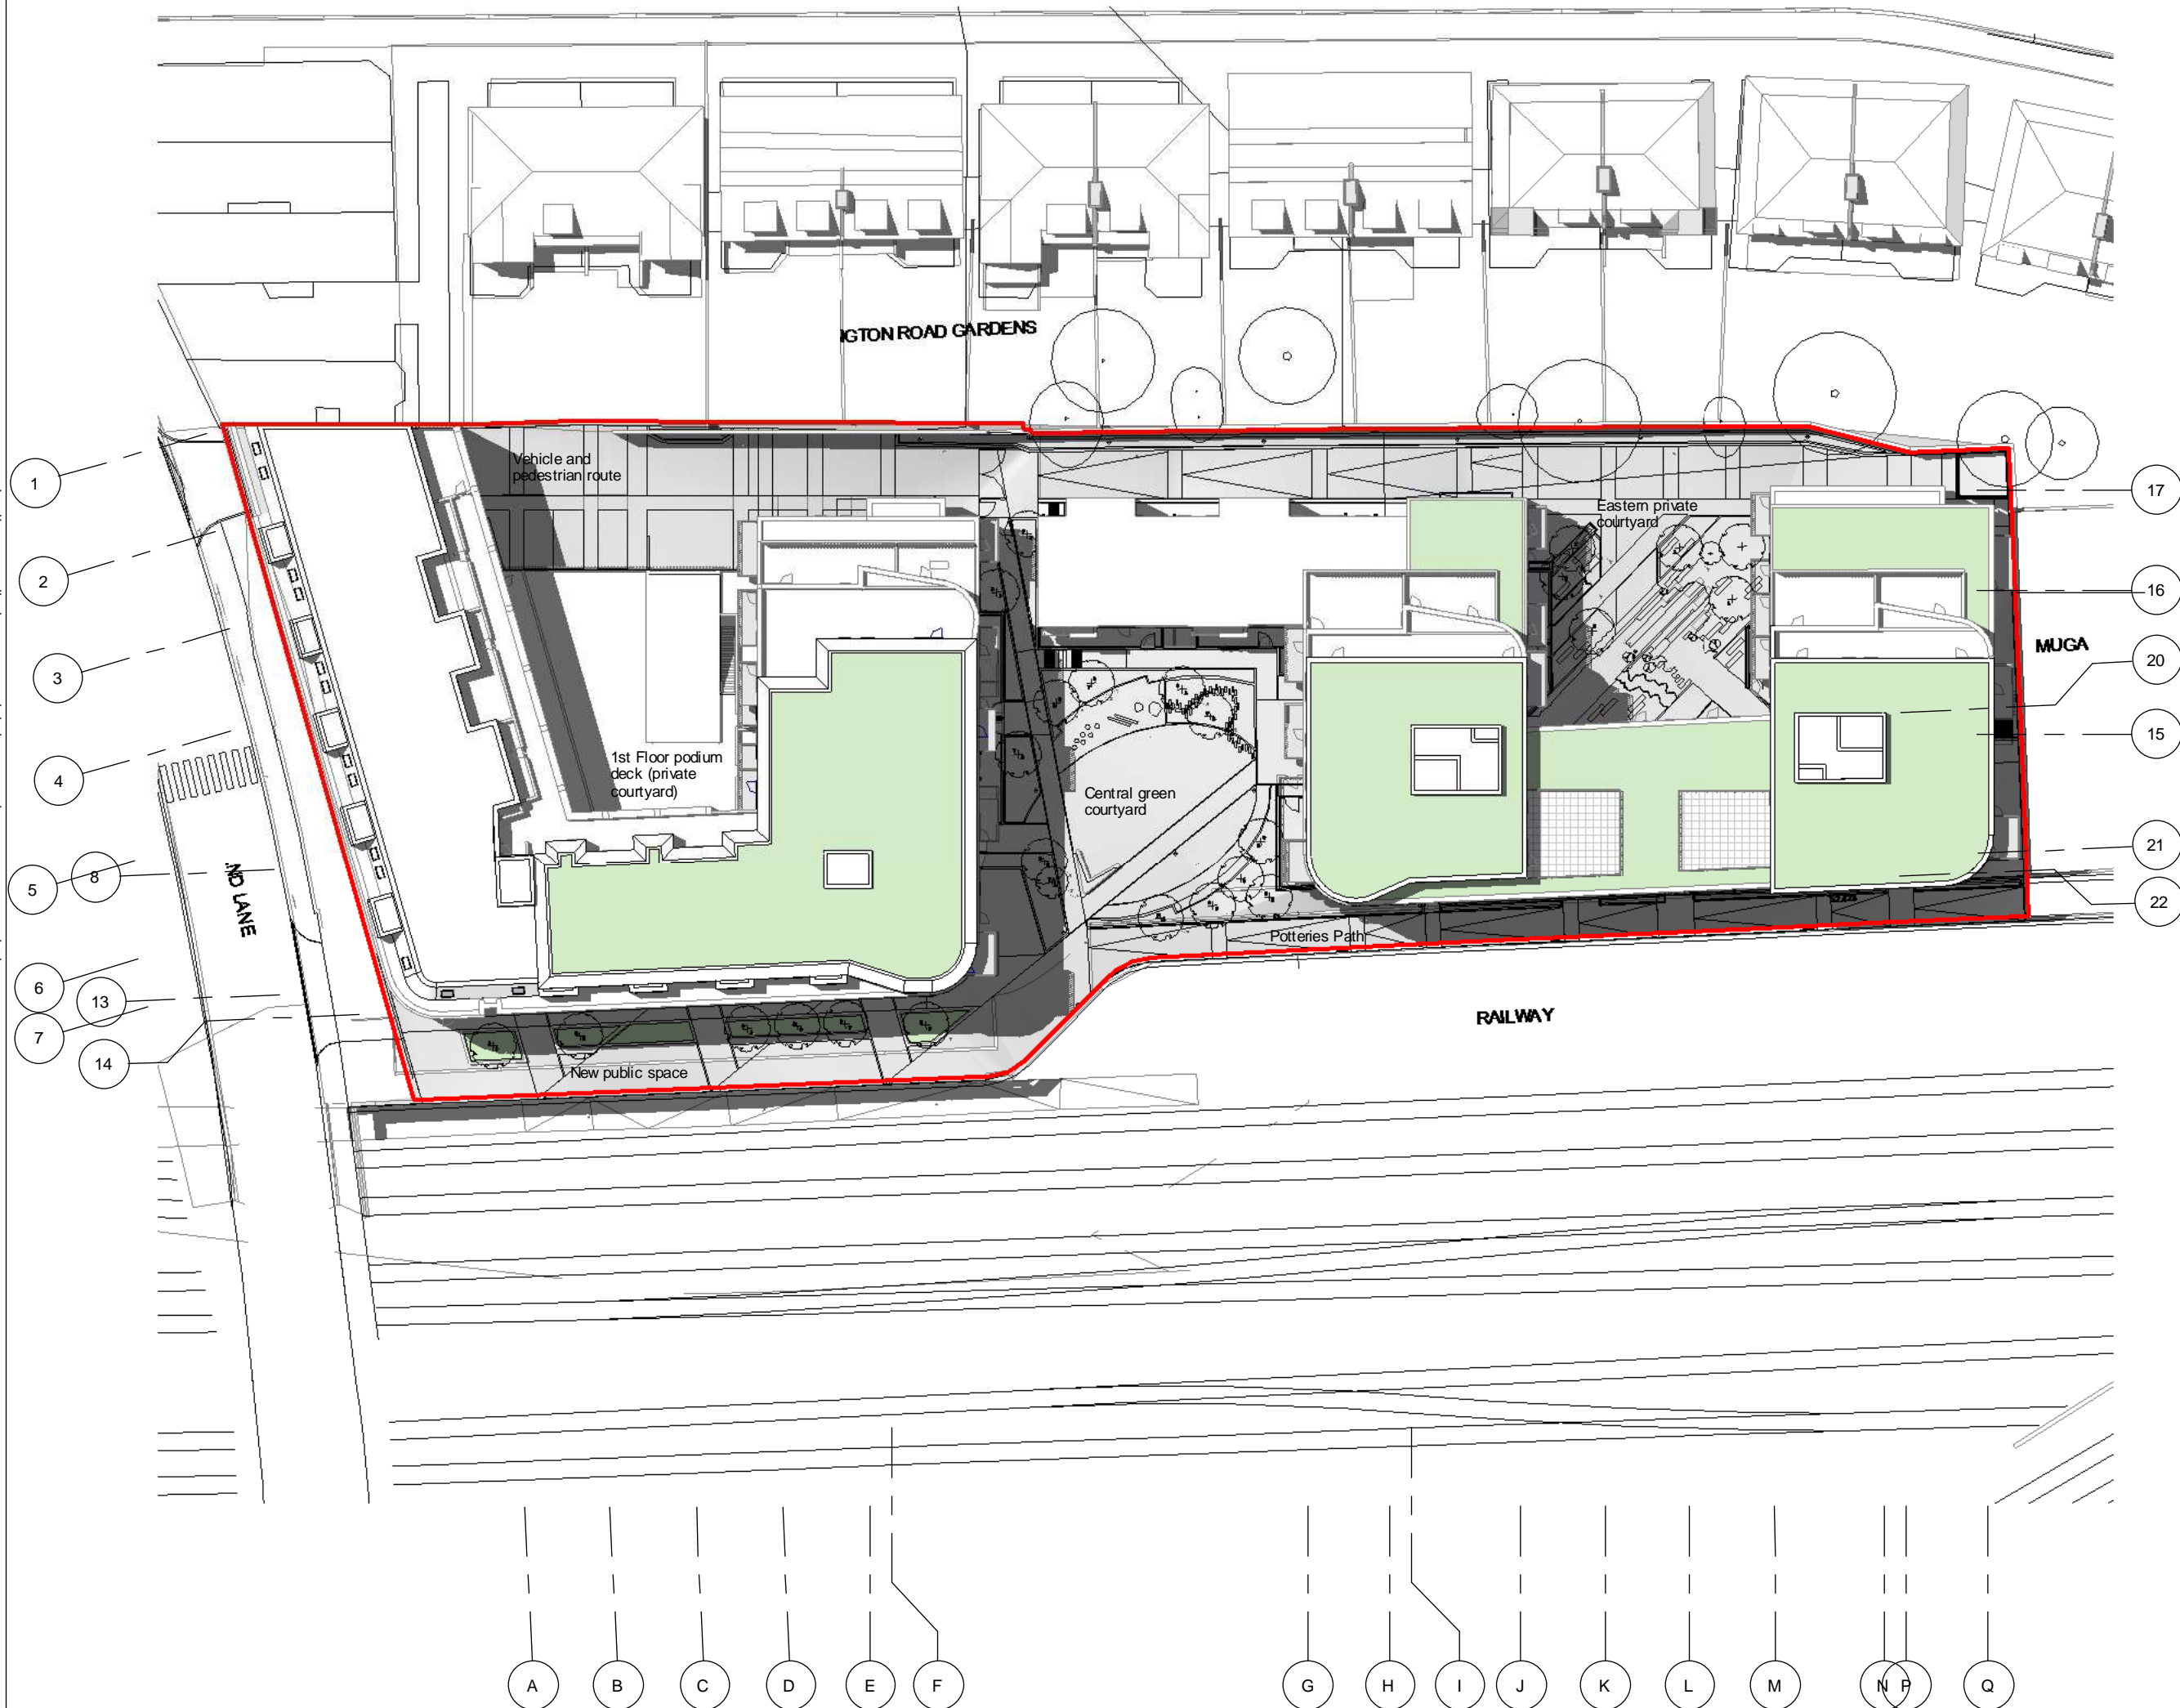 NGTON ROAD GARDENS
Vehicle and
pedestrian route
Eastern private
courtyard
1
17
2
16
MUGA
3
20
1st Floor podium
deck (private
courtyard)
Central green
courtyard
15
4
5
8
ND LANE
21
22
Potteries Path
6
13
7
14
RAILWAY
New public space
A
B
C
D
E
F
G
H
I
J
K
L
M
N
P
Q